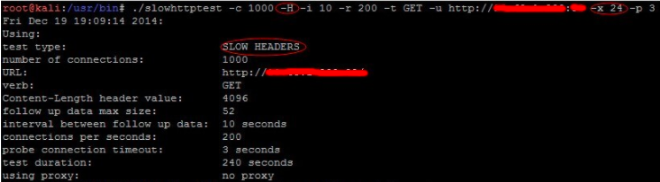 root@kali:/usr/bin# ./slowhttptest -c 1000 -H -i 10 -r 200 -t GET -u http:// -x 24 -p 3
Fri Dec 19 19:09:14 2014:
Using:
test type: SLOW HEADERS
number of connections: 1000
URL: http://
verb: GET
Content-Length header value: 4096
follow up data max size: 52
interval between follow up data: 10 seconds
connections per seconds: 200
probe connection timeout: 3 seconds
test duration: 240 seconds
using proxy: no proxy